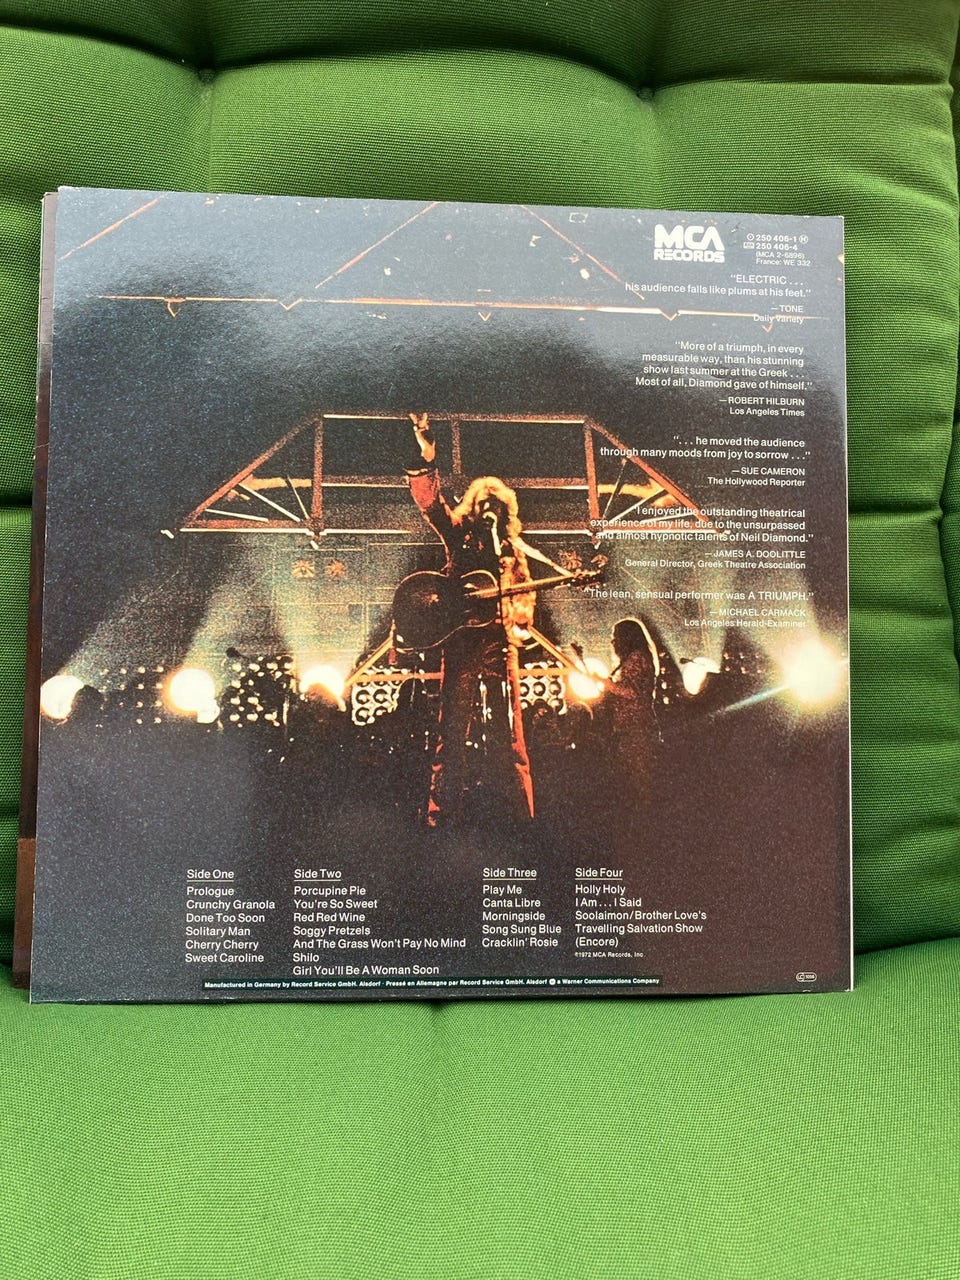 MCA
RECORDS
250 406-1
250 406-4
(MCA 2-6896)
France: WE 332
"ELECTRIC ...
his audience falls like plums at his feet."
—TONE
Daily Variety
"More of a triumph, in every
measurable way, than his stunning
show last summer at the Greek ...
Most of all, Diamond gave of himself."
—ROBERT HILBURN
Los Angeles Times
"... he moved the audience
through many moods from joy to sorrow ..."
—SUE CAMERON
The Hollywood Reporter
"I enjoyed the outstanding theatrical
experience of my life, due to the unsurpassed
and almost hypnotic talents of Neil Diamond."
—JAMES A. DOOLITTLE
General Director, Greek Theatre Association
"The lean, sensual performer was A TRIUMPH."
—MICHAEL CARMACK
Los Angeles Herald-Examiner
Side One
Prologue
Crunchy Granola
Done Too Soon
Solitary Man
Cherry Cherry
Sweet Caroline
Side Two
Porcupine Pie
You're So Sweet
Red Red Wine
Soggy Pretzels
And The Grass Won't Pay No Mind
Shilo
Girl You'll Be A Woman Soon
Side Three
Play Me
Canta Libre
Morningside
Song Sung Blue
Cracklin' Rosie
Side Four
Holly Holy
I Am ... I Said
Soolaimon/Brother Love's
Travelling Salvation Show
(Encore)
℗1972 MCA Records, Inc.
Manufactured in Germany by Record Service GmbH. Alsdorf · Pressé en Allemagne par Record Service GmbH. Alsdorf a Warner Communications Company